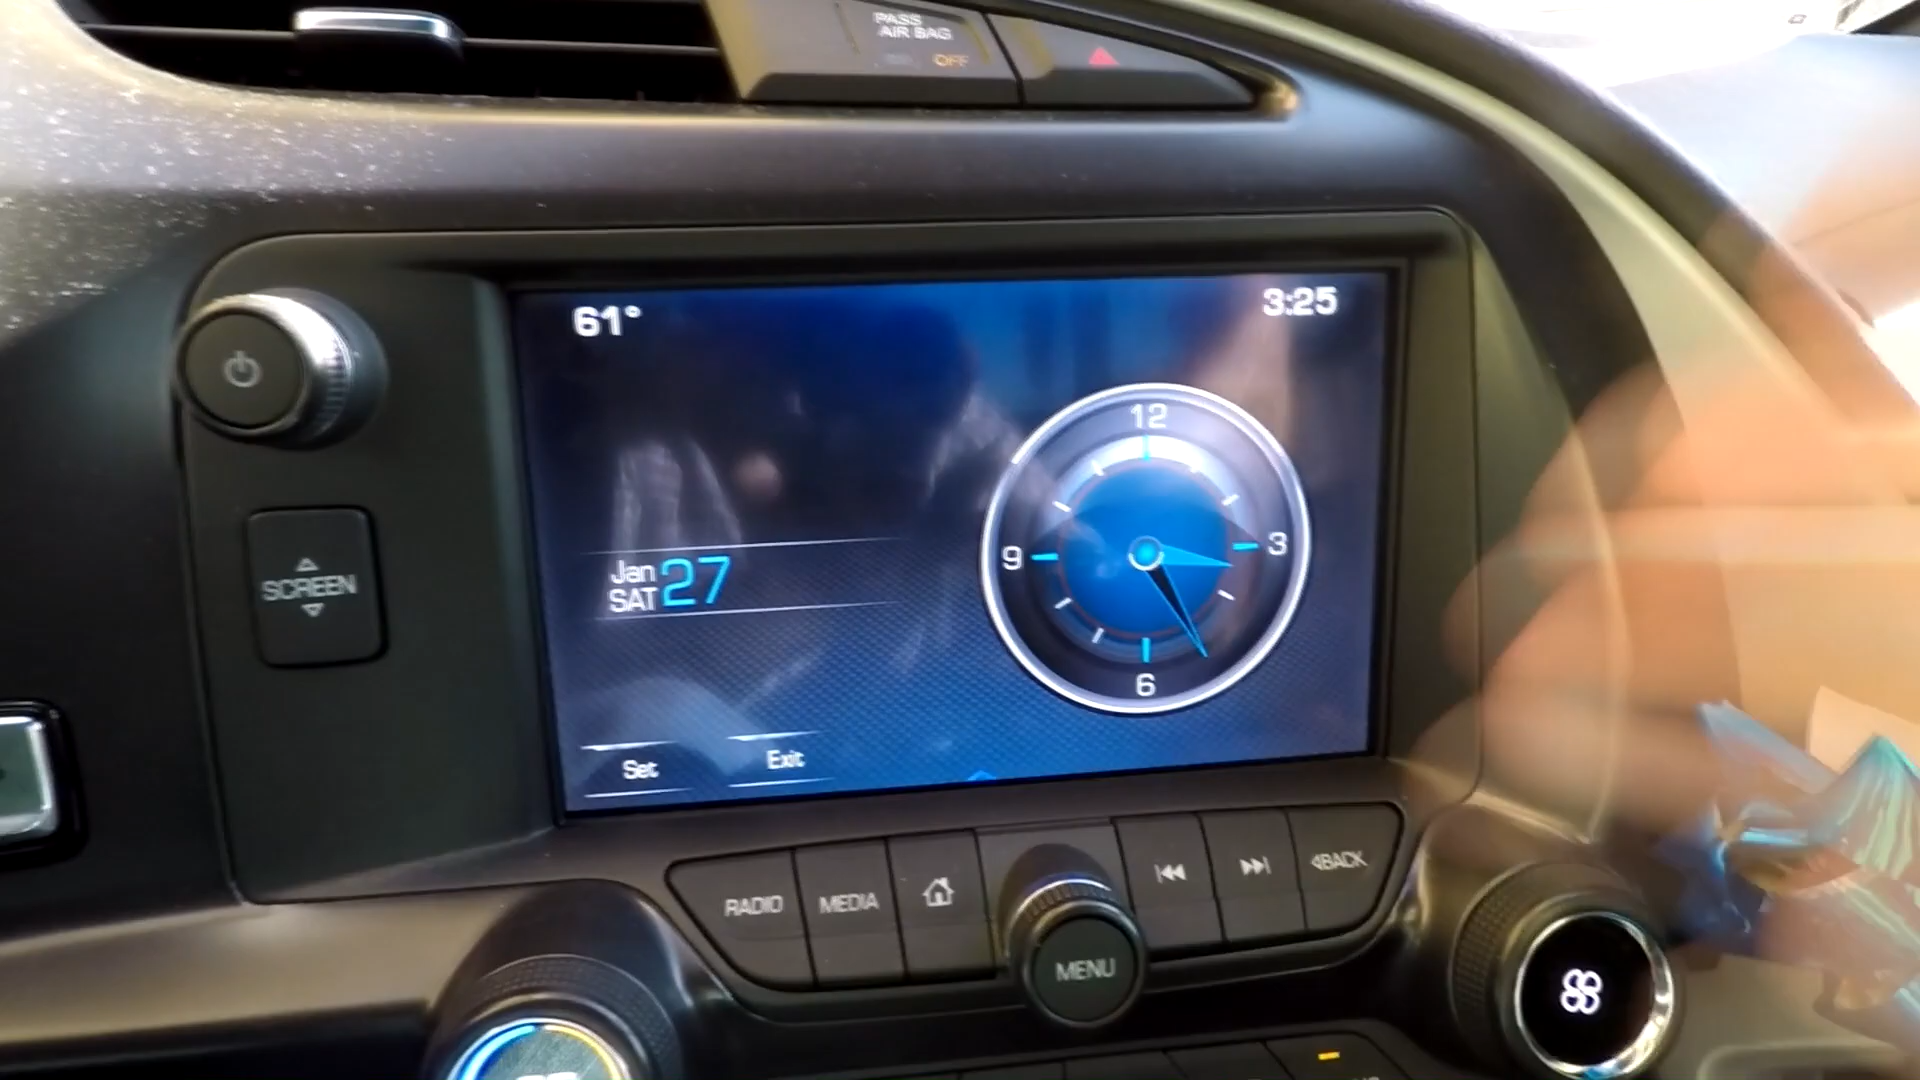 PASS
AIR BAG
OFF
61°
3:25
12
9
3
6
Jan
SAT 27
Set
Exit
SCREEN
RADIO
MEDIA
MENU
BACK